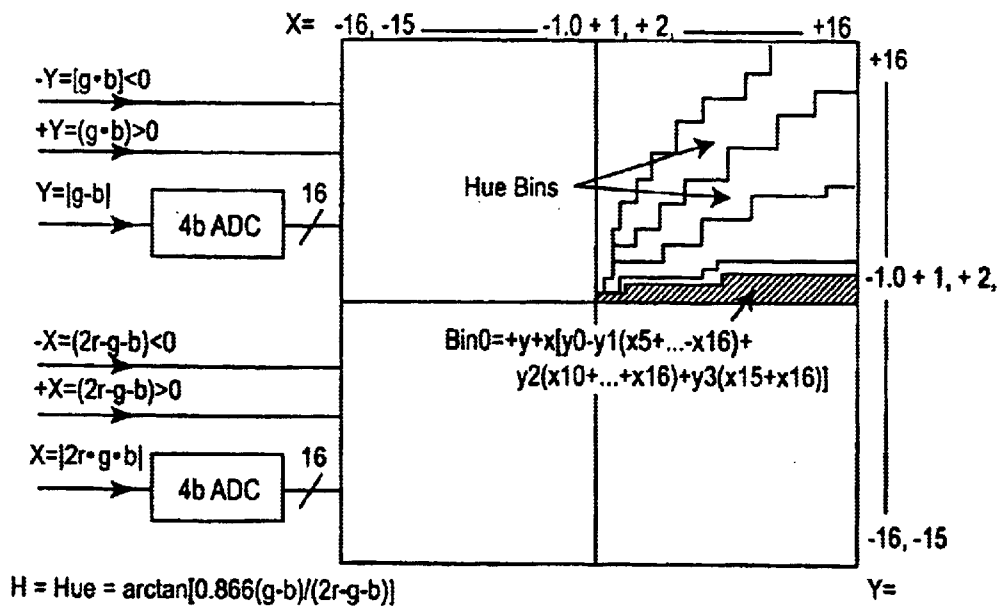 X= -16, -15 -1.0 + 1, + 2, +16
+16
-Y=[g•b]<0
+Y=(g•b)>0
Y=|g-b|
4b ADC
16
Hue Bins
-1.0 + 1, + 2,
Bin0=+y+x[y0-y1(x5+...-x16)+
y2(x10+...+x16)+y3(x15+x16)]
-X=(2r-g-b)<0
+X=(2r-g-b)>0
X=|2r•g•b|
4b ADC
16
-16, -15
H = Hue = arctan[0.866(g-b)/(2r-g-b)]
Y=